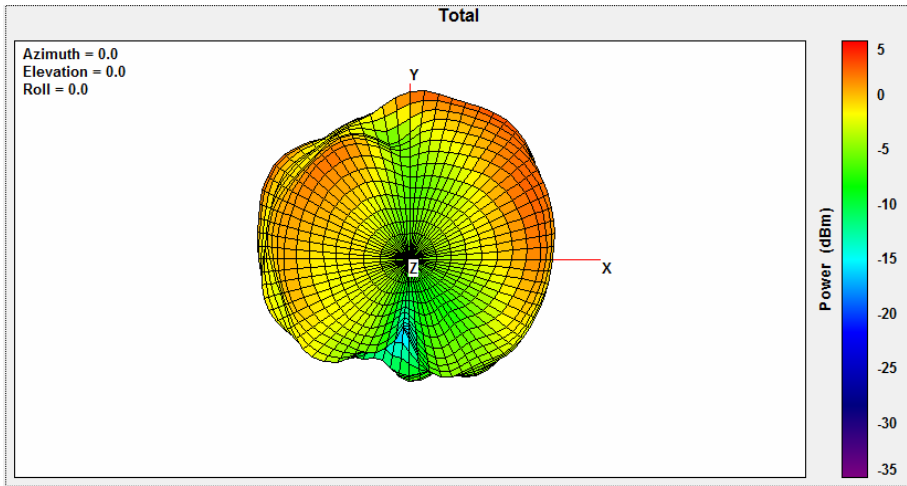 Total
Azimuth = 0.0
Elevation = 0.0
Roll = 0.0
Y
Z
X
5
0
-5
-10
-15
-20
-25
-30
-35
Power (dBm)